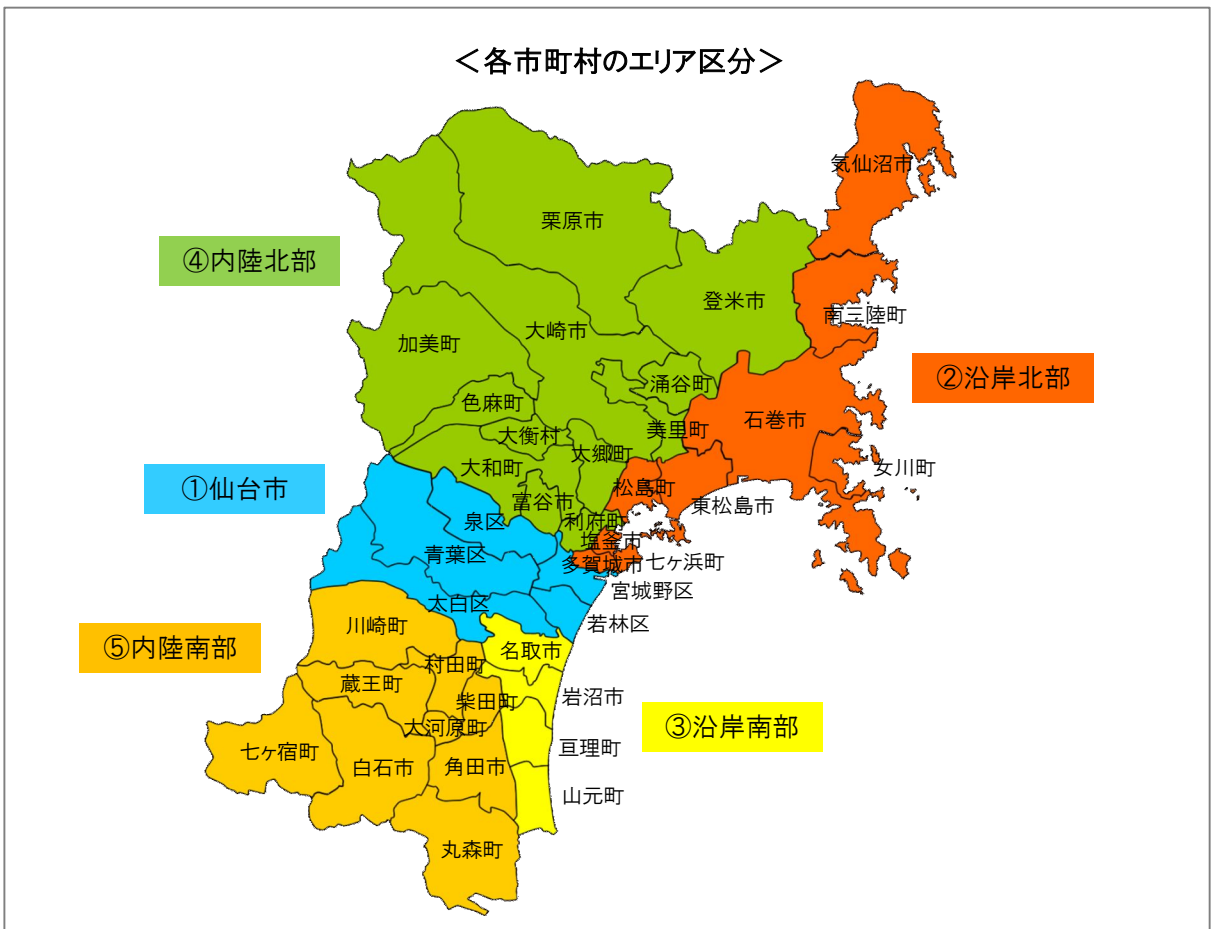 ＜各市町村のエリア区分＞
気仙沼市
栗原市
④内陸北部
登米市
南三陸町
大崎市
加美町
②沿岸北部
涌谷町
色麻町
石巻市
美里町
大衡村
大郷町
大和町
女川町
松島町
①仙台市
東松島市
富谷市
泉区
利府町
塩釜市
青葉区
多賀城市
七ヶ浜町
宮城野区
太白区
若林区
川崎町
⑤内陸南部
名取市
村田町
蔵王町
岩沼市
柴田町
③沿岸南部
大河原町
亘理町
七ヶ宿町
白石市
角田市
山元町
丸森町